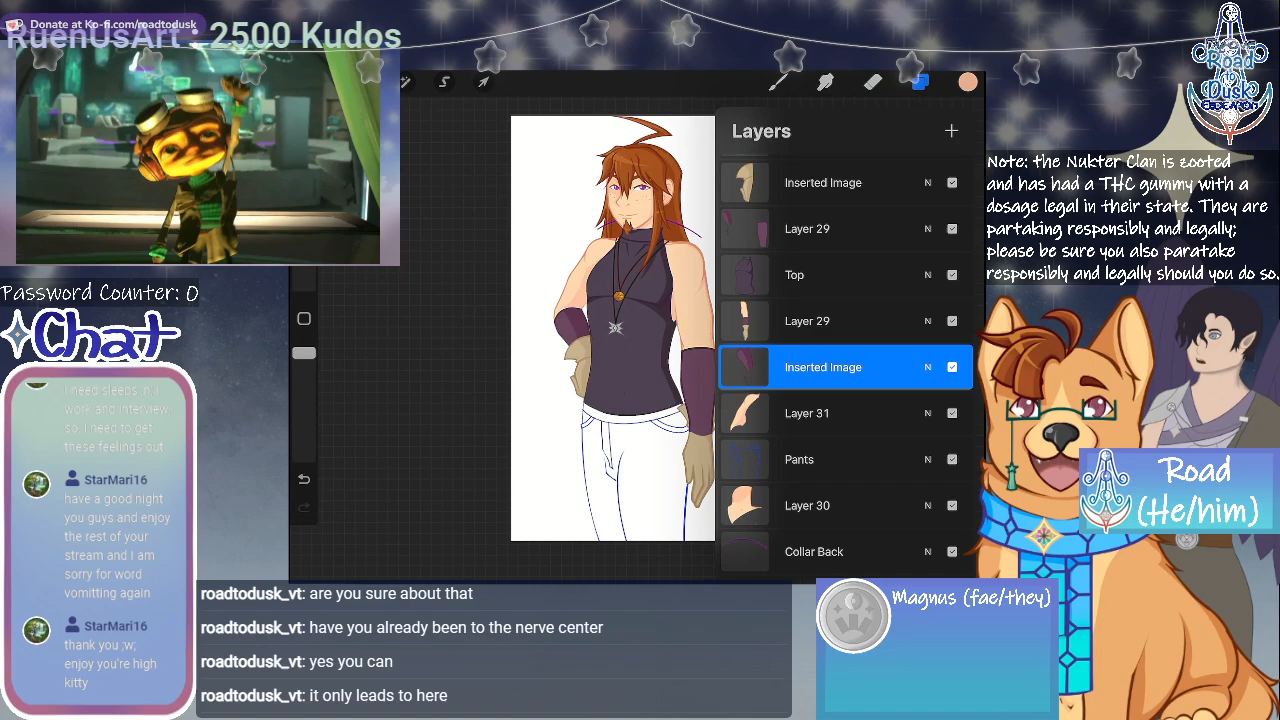 Donate at Ko-fi.com/roadtodusk
RuenUsArt · 2500 Kudos
Road
to
Dusk
Layers
Inserted Image N
Layer 29 N
Top N
Layer 29 N
Inserted Image N
Layer 31 N
Pants N
Layer 30 N
Collar Back N
Note: the Nukter Clan is zooted
and has had a THC gummy with a
dosage legal in their state. They are
partaking responsibly and legally;
please be sure you also paratake
responsibly and legally should you do so.
Password Counter: 0
Chat
I need sleeps ,n, I
work and interview
so, I need to get
these feelings out
StarMari16
have a good night
you guys and enjoy
the rest of your
stream and I am
sorry for word
vomitting again
StarMari16
thank you ;w;
enjoy you're high
kitty
roadtodusk_vt: are you sure about that
roadtodusk_vt: have you already been to the nerve center
roadtodusk_vt: yes you can
roadtodusk_vt: it only leads to here
Road
(He/him)
Magnus (fae/they)